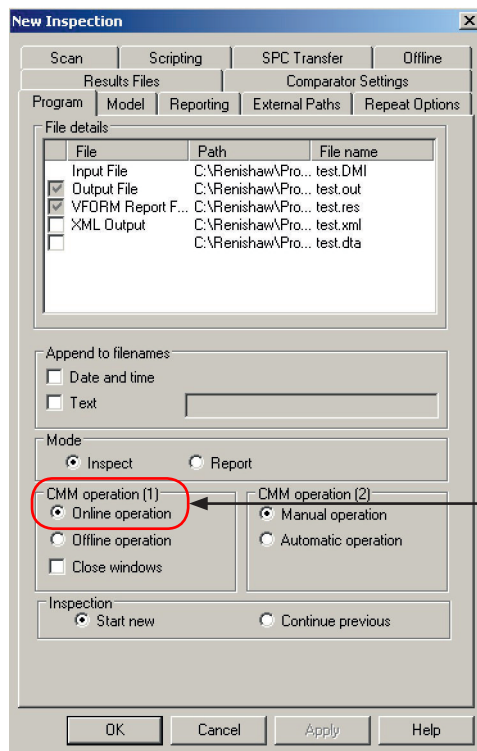 New Inspection
Scan Scripting SPC Transfer Offline
Results Files Comparator Settings
Program Model Reporting External Paths Repeat Options
File details
File Path File name
Input File C:\Renishaw\Pro... test.DMI
Output File C:\Renishaw\Pro... test.out
VFORM Report F... C:\Renishaw\Pro... test.res
XML Output C:\Renishaw\Pro... test.xml
C:\Renishaw\Pro... test.dta
Append to filenames
Date and time
Text
Mode
Inspect Report
CMM operation (1) CMM operation (2)
Online operation Manual operation
Offline operation Automatic operation
Close windows
Inspection
Start new Continue previous
OK Cancel Apply Help